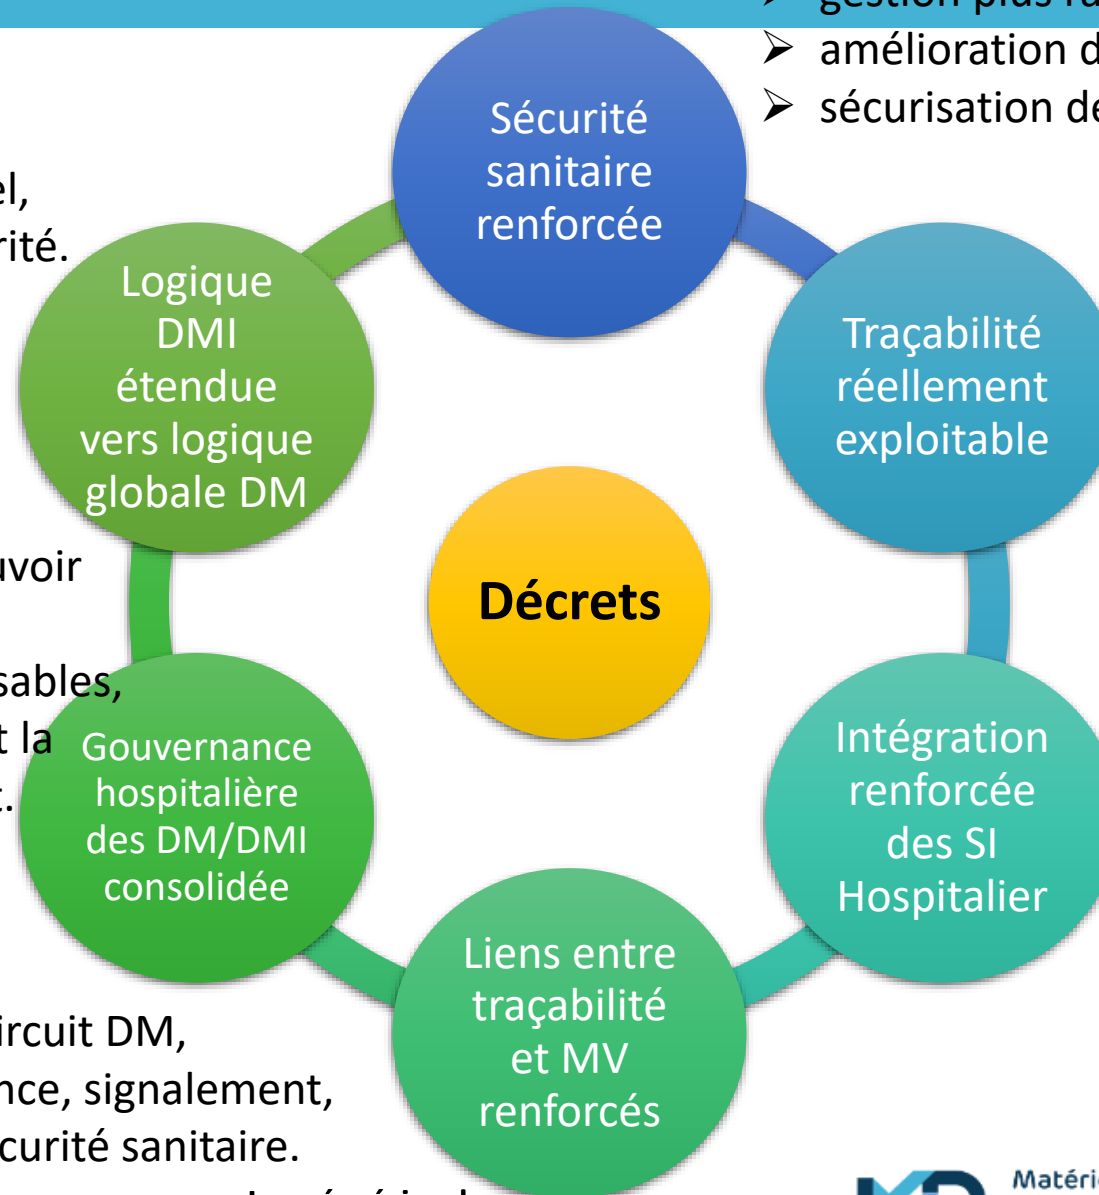 amélioration d
sécurisation de
Sécurité
sanitaire
renforcée
el,
rité.
Logique
DMI
étendue
vers logique
globale DM
Traçabilité
réellement
exploitable
uvoir
sables,
t la
t.
Décrets
Gouvernance
hospitalière
des DM/DMI
consolidée
Intégration
renforcée
des SI
Hospitalier
Liens entre
traçabilité
et MV
renforcés
ircuit DM,
nce, signalement,
curité sanitaire.
Matéri